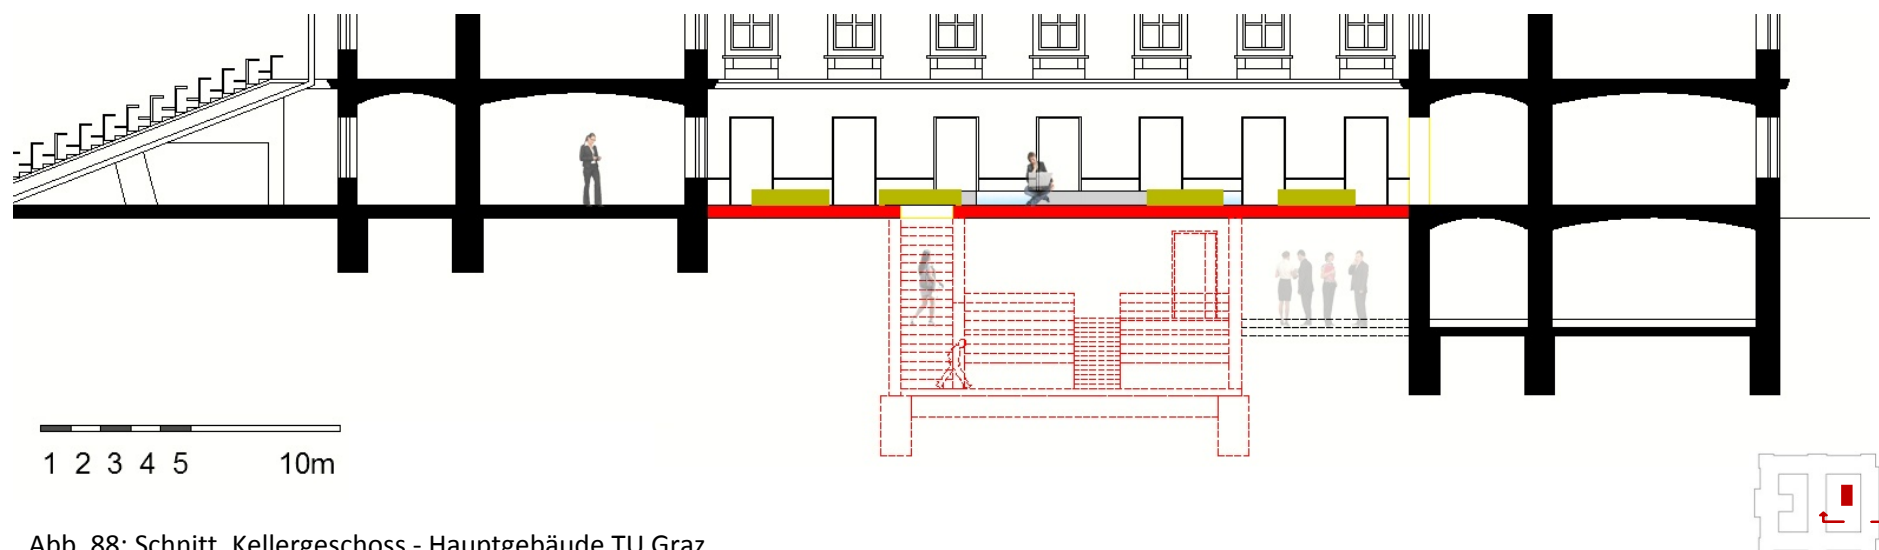 1 2 3 4 5 10m
Abb. 88: Schnitt, Kellergeschoss - Hauptgebäude TU Graz